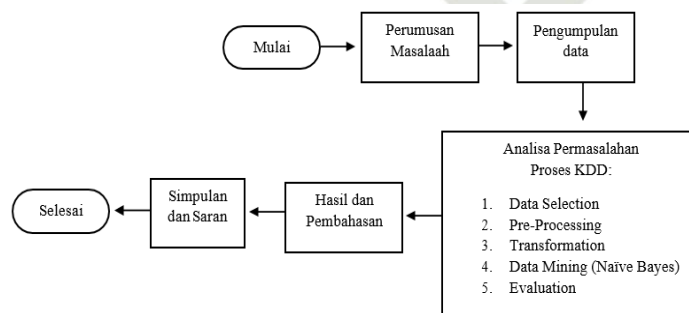 Mulai
Perumusan
Masalaah
Pengumpulan
data
Analisa Permasalahan
Proses KDD:
1. Data Selection
2. Pre-Processing
3. Transformation
4. Data Mining (Naïve Bayes)
5. Evaluation
Hasil dan
Pembahasan
Simpulan
dan Saran
Selesai